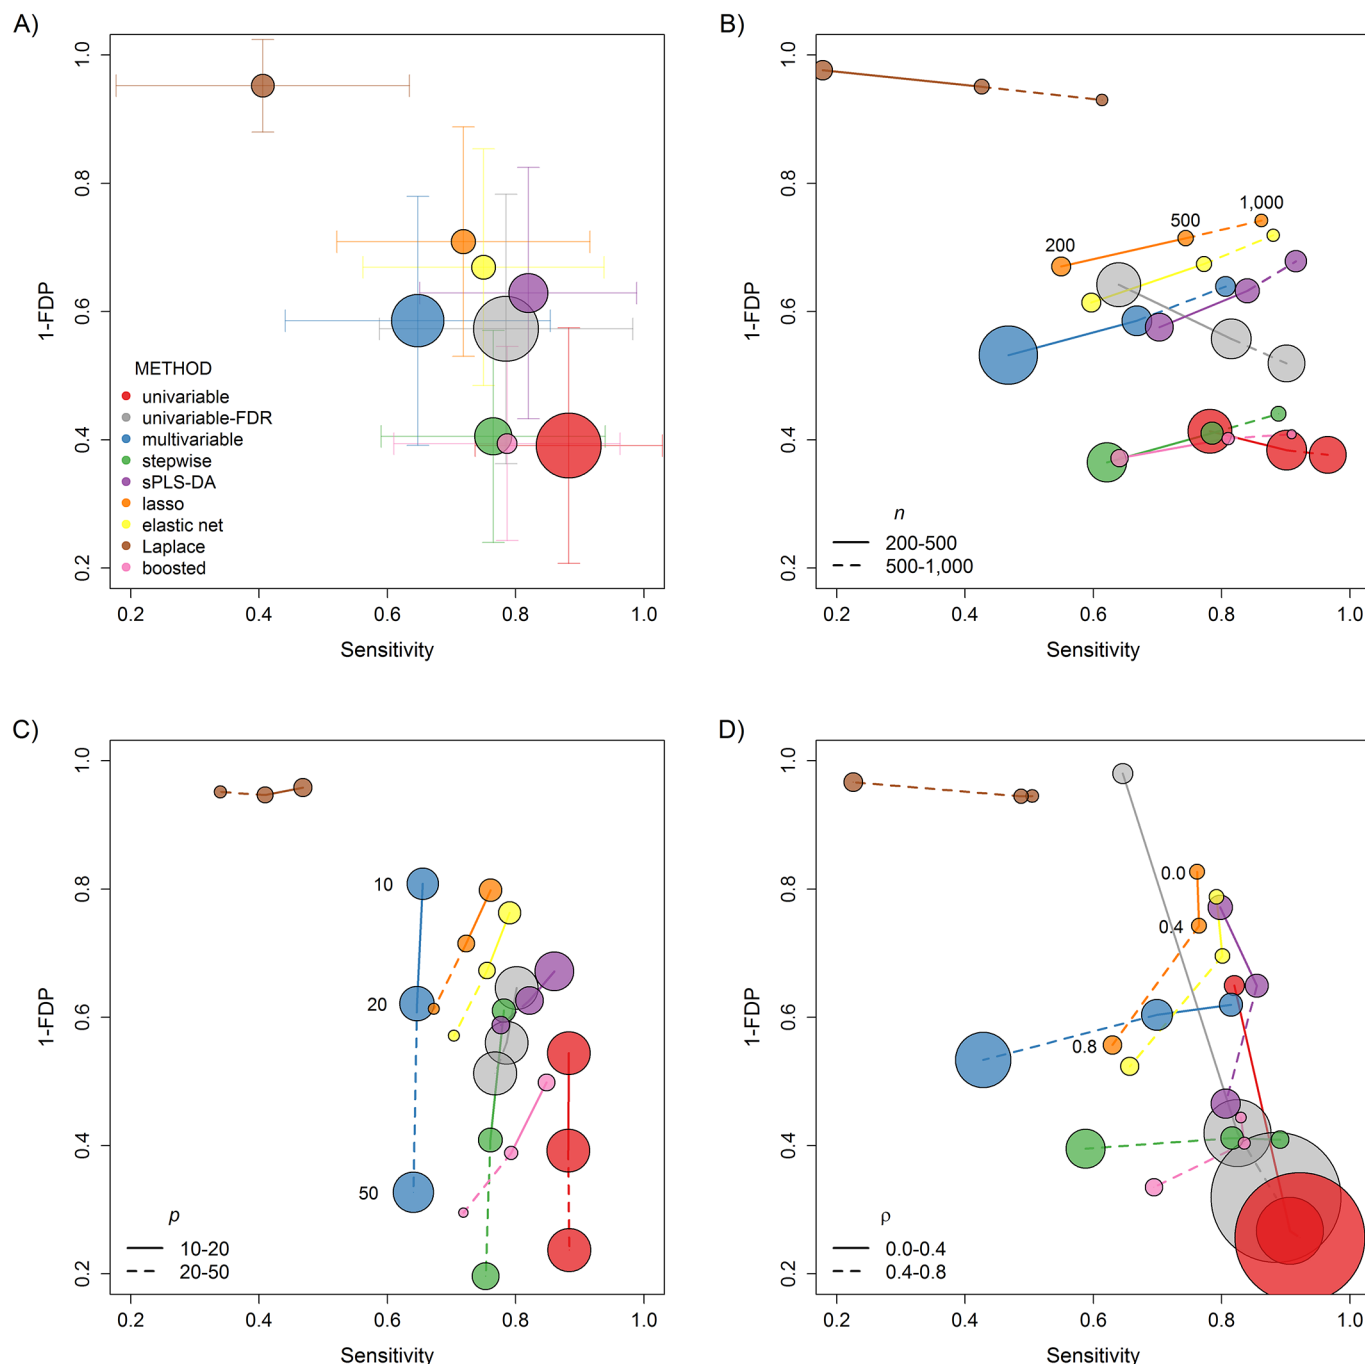 A)
1-FDP
1.0
0.8
0.6
0.4
0.2
METHOD
univariable
univariable-FDR
multivariable
stepwise
sPLS-DA
lasso
elastic net
Laplace
boosted
0.2 0.4 0.6 0.8 1.0
Sensitivity
B)
1-FDP
1.0
0.8
0.6
0.4
0.2
200
500
1,000
n
200-500
500-1,000
0.2 0.4 0.6 0.8 1.0
Sensitivity
C)
1-FDP
1.0
0.8
0.6
0.4
0.2
10
20
50
p
10-20
20-50
0.2 0.4 0.6 0.8 1.0
Sensitivity
D)
1-FDP
1.0
0.8
0.6
0.4
0.2
0.0
0.4
0.8
ρ
0.0-0.4
0.4-0.8
0.2 0.4 0.6 0.8 1.0
Sensitivity